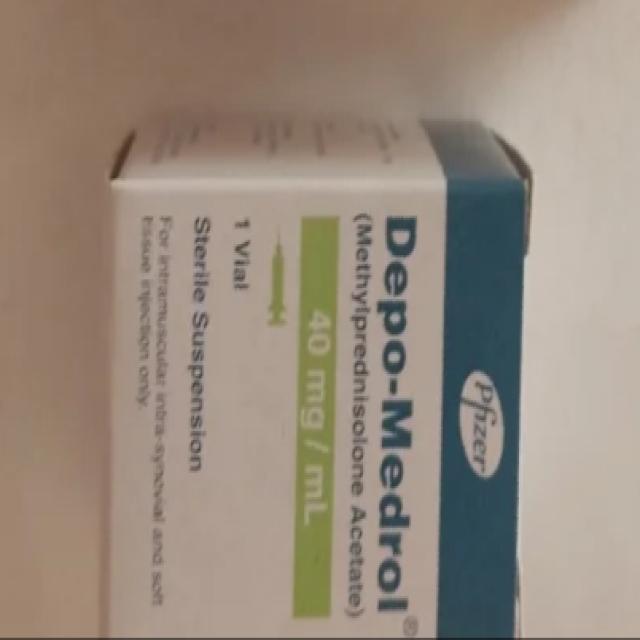 Pfizer
Depo-Medrol®
(Methylprednisolone Acetate)
40 mg / mL
1 Vial
Sterile Suspension
For intramuscular intra-synovial and soft
tissue injection only.